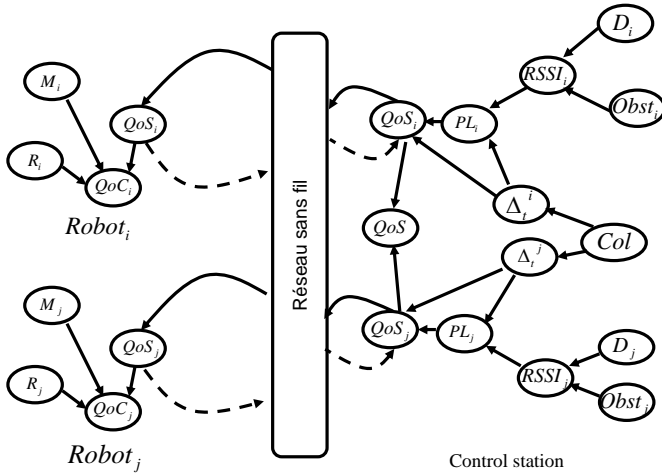 M_i
QoS_i
R_i
QoC_i
Robot_i
M_j
QoS_j
R_j
QoC_j
Robot_j
Réseau sans fil
D_i
RSSI_i
Obst_i
QoS_i
PL_i
Δ_t^i
QoS
Col
Δ_t^j
QoS_j
PL_j
D_j
RSSI_j
Obst_j
Control station